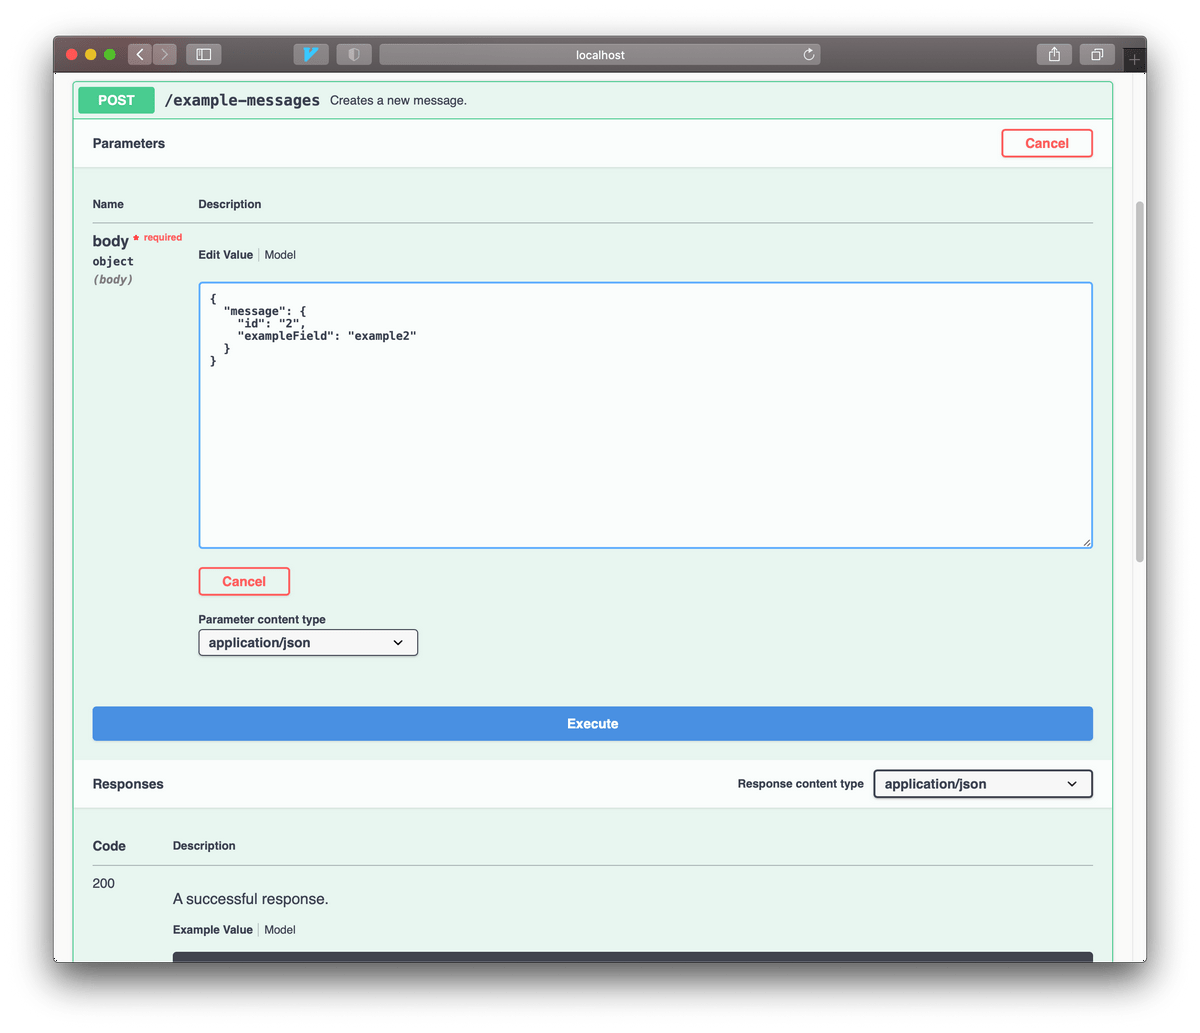 localhost
POST /example-messages Creates a new message.
Parameters
Cancel
Name Description
body * required
object
(body)
Edit Value Model
{
  "message": {
    "id": "2",
    "exampleField": "example2"
  }
}
Cancel
Parameter content type
application/json
Execute
Responses
Response content type application/json
Code Description
200
A successful response.
Example Value Model